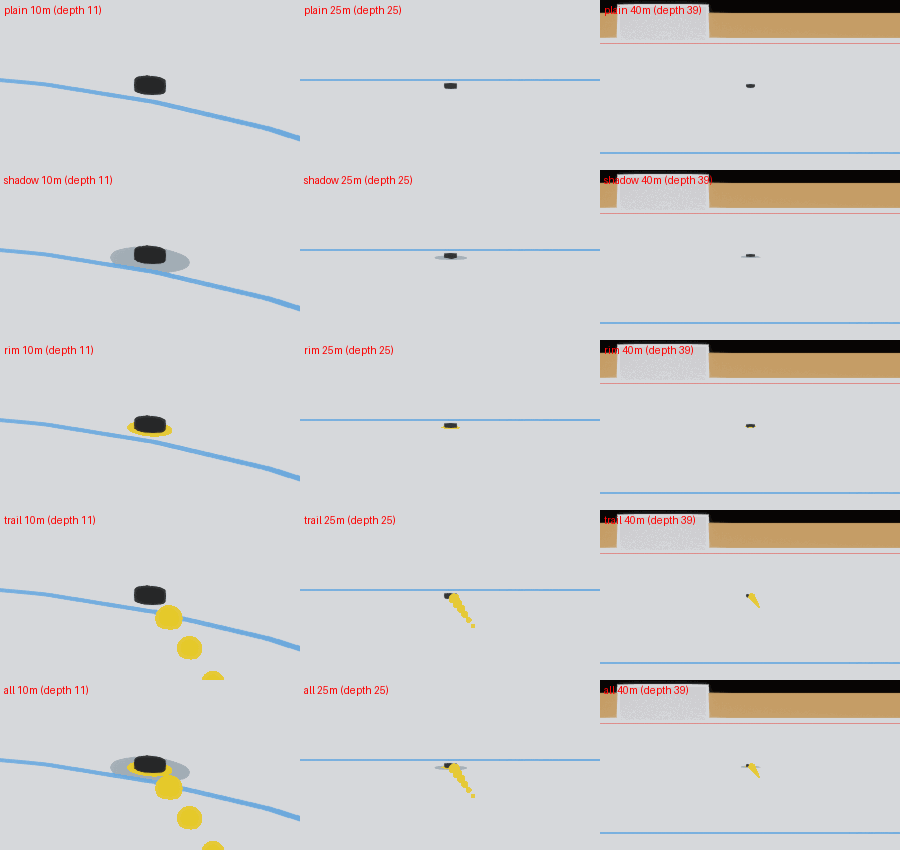 plain 10m (depth 11)
plain 25m (depth 25)
plain 40m (depth 39)
shadow 10m (depth 11)
shadow 25m (depth 25)
shadow 40m (depth 39)
rim 10m (depth 11)
rim 25m (depth 25)
rim 40m (depth 39)
trail 10m (depth 11)
trail 25m (depth 25)
trail 40m (depth 39)
all 10m (depth 11)
all 25m (depth 25)
all 40m (depth 39)